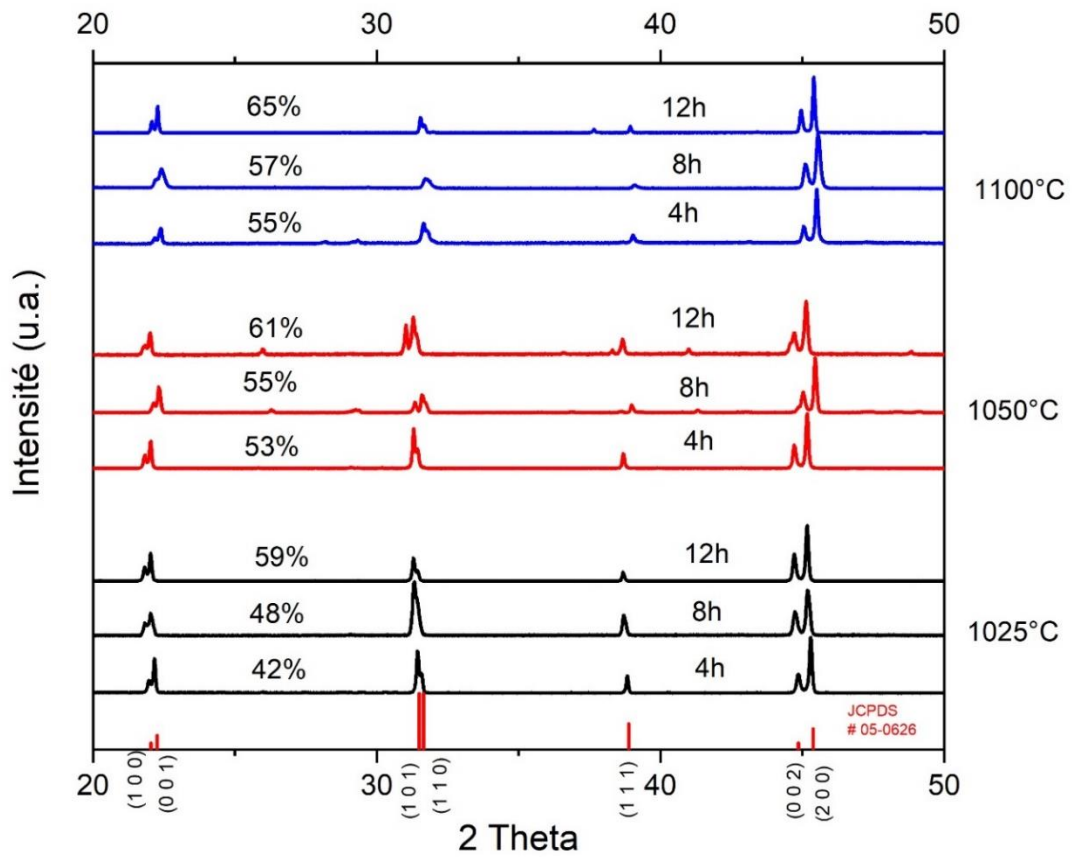 20 30 40 50
65% 12h
57% 8h
55% 4h
1100°C
61% 12h
55% 8h
53% 4h
1050°C
59% 12h
48% 8h
42% 4h
1025°C
Intensité (u.a.)
JCPDS
# 05-0626
20 30 40 50
(1 0 0)
(0 0 1)
(1 0 1)
(1 1 0)
(1 1 1)
(0 0 2)
(2 0 0)
2 Theta